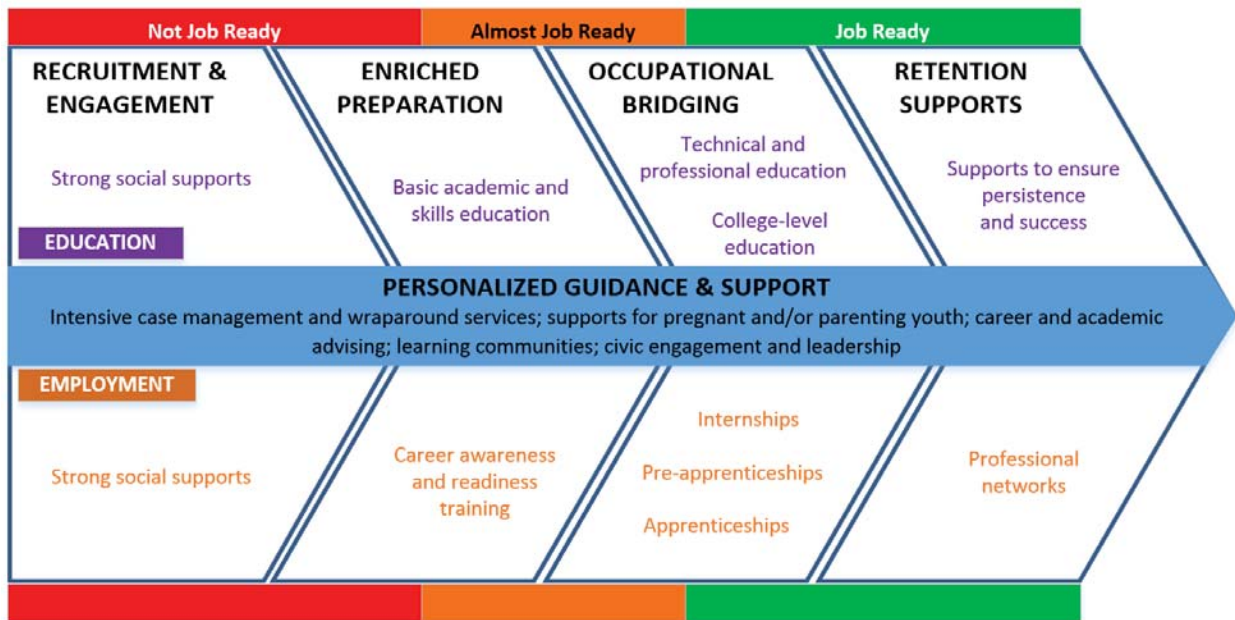 Not Job Ready
Almost Job Ready
Job Ready
RECRUITMENT &
ENGAGEMENT
Strong social supports
EDUCATION
ENRICHED
PREPARATION
Basic academic and
skills education
OCCUPATIONAL
BRIDGING
Technical and
professional education
College-level
education
RETENTION
SUPPORTS
Supports to ensure
persistence
and success
PERSONALIZED GUIDANCE & SUPPORT
Intensive case management and wraparound services; supports for pregnant and/or parenting youth; career and academic
advising; learning communities; civic engagement and leadership
EMPLOYMENT
Strong social supports
Career awareness
and readiness
training
Internships
Pre-apprenticeships
Apprenticeships
Professional
networks